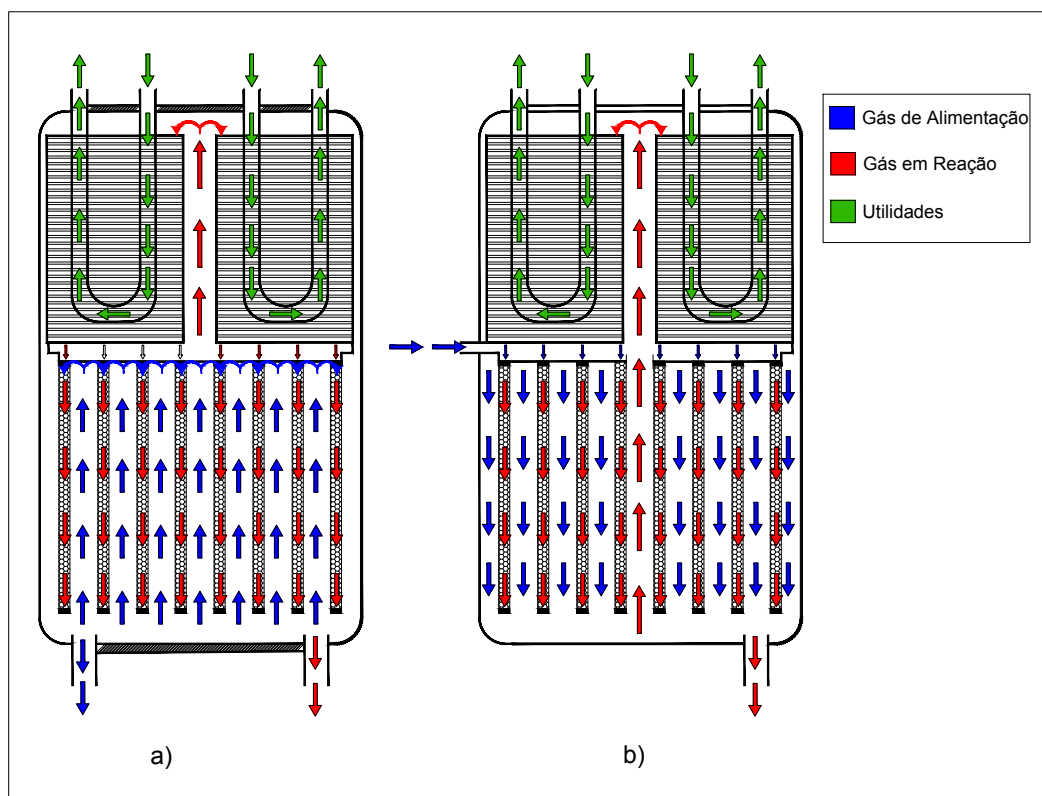 Gás de Alimentação
Gás em Reação
Utilidades
a)
b)